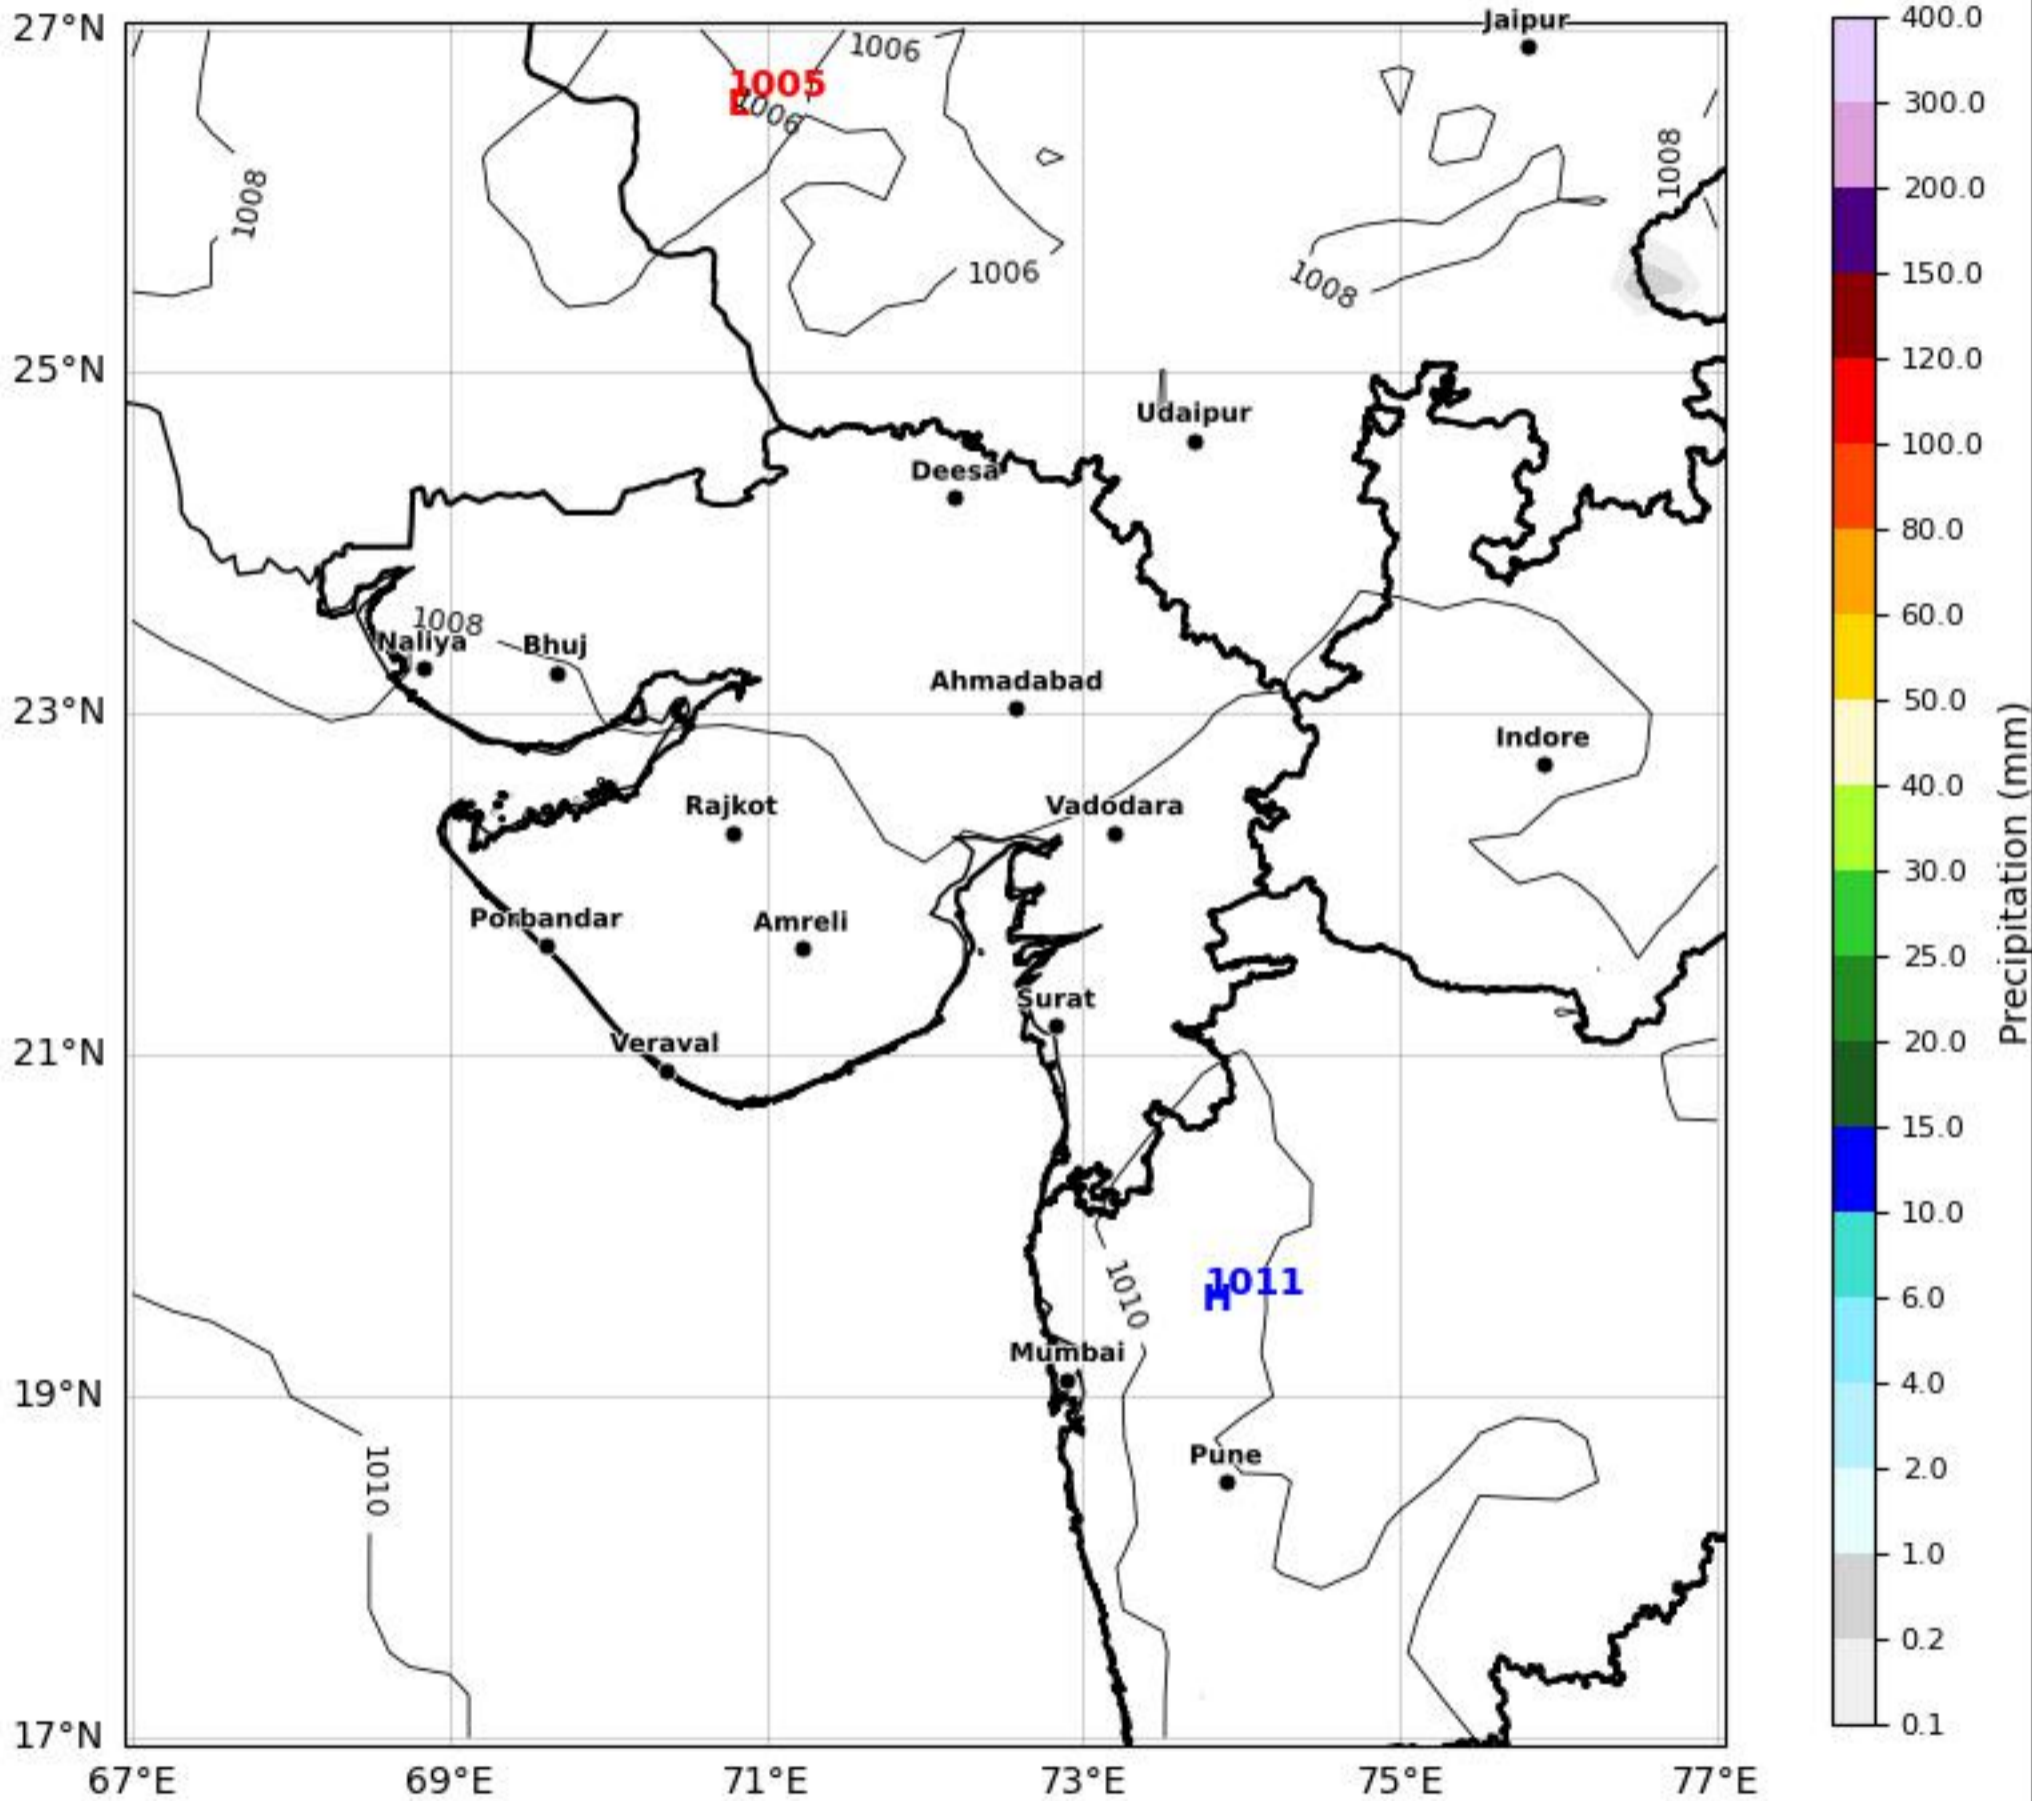 27°N
25°N
23°N
21°N
19°N
17°N
67°E
69°E
71°E
73°E
75°E
77°E
Jaipur
1006
1005
L
1006
1008
1008
1006
1008
Udaipur
Deesa
1008
Naliya
Bhuj
Ahmadabad
Indore
Rajkot
Vadodara
Porbandar
Amreli
Surat
Veraval
1010
1011
H
Mumbai
1010
Pune
400.0
300.0
200.0
150.0
120.0
100.0
80.0
60.0
50.0
40.0
30.0
25.0
20.0
15.0
10.0
6.0
4.0
2.0
1.0
0.2
0.1
Precipitation (mm)